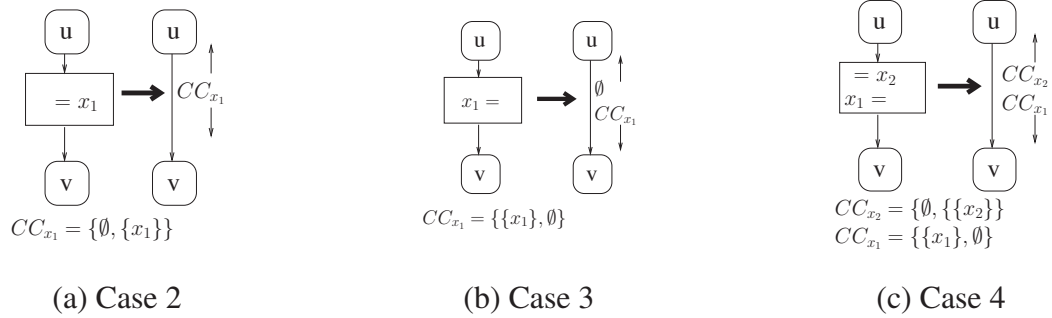 u u
= x₁ CC_{x₁}
v v
CC_{x₁} = {∅, {x₁}}
(a) Case 2
u u
x₁ = ∅
CC_{x₁}
v v
CC_{x₁} = {{x₁}, ∅}
(b) Case 3
u u
= x₂ CC_{x₂}
x₁ = CC_{x₁}
v v
CC_{x₂} = {∅, {{x₂}}
CC_{x₁} = {{x₁}, ∅}
(c) Case 4